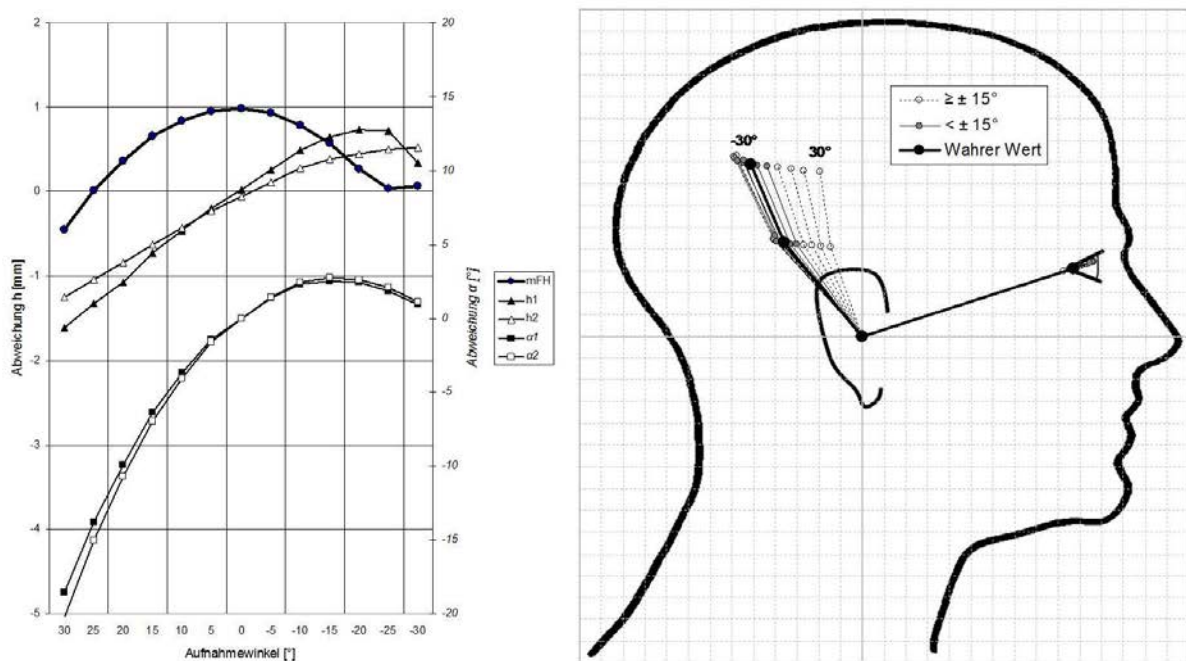 2
1
0
-1
-2
-3
-4
-5
Abweichung h [mm]
20
15
10
5
0
-5
-10
-15
-20
Abweichung α [°]
30 25 20 15 10 5 0 -5 -10 -15 -20 -25 -30
Aufnahmewinkel [°]
mFH
h1
h2
α1
α2
≥ ± 15°
< ± 15°
Wahrer Wert
-30° 30°